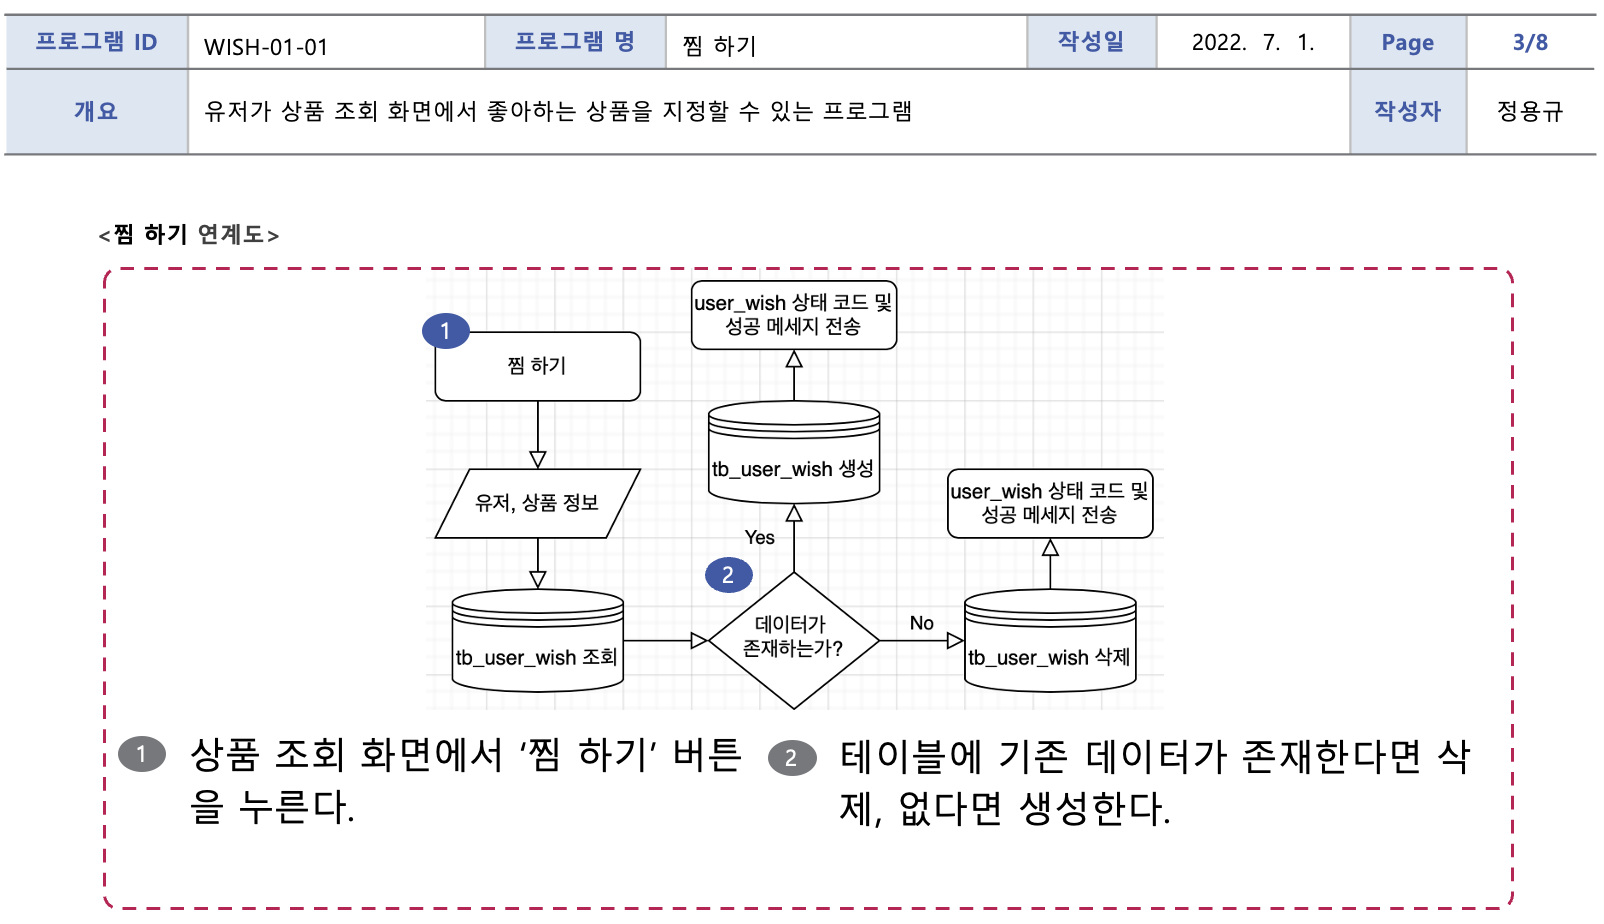 프로그램 ID WISH-01-01 프로그램 명 찜 하기 작성일 2022. 7. 1. Page 3/8
개요 유저가 상품 조회 화면에서 좋아하는 상품을 지정할 수 있는 프로그램 작성자 정용규
<찜 하기 연계도>
1
찜 하기
유저, 상품 정보
tb_user_wish 조회
2
데이터가
존재하는가?
Yes
tb_user_wish 생성
user_wish 상태 코드 및
성공 메세지 전송
No
tb_user_wish 삭제
user_wish 상태 코드 및
성공 메세지 전송
1 상품 조회 화면에서 ‘찜 하기’ 버튼
을 누른다.
2 테이블에 기존 데이터가 존재한다면 삭
제, 없다면 생성한다.